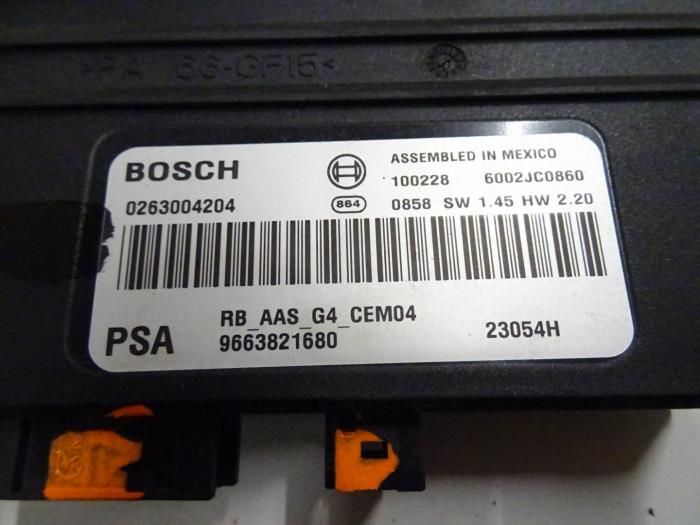 >PA 66-GF15<
BOSCH
ASSEMBLED IN MEXICO
100228 6002JC0860
0263004204
864
0858 SW 1.45 HW 2.20
RB_AAS_G4_CEM04
PSA
9663821680
23054H